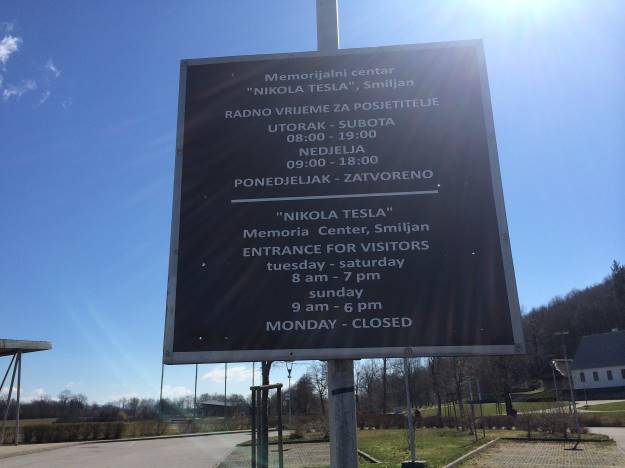 Memorijalni centar
"NIKOLA TESLA", Smiljan
RADNO VRIJEME ZA POSJETITELJE
UTORAK - SUBOTA
08:00 - 19:00
NEDJELJA
09:00 - 18:00
PONEDJELJAK - ZATVORENO
"NIKOLA TESLA"
Memoria Center, Smiljan
ENTRANCE FOR VISITORS
tuesday - saturday
8 am - 7 pm
sunday
9 am - 6 pm
MONDAY - CLOSED